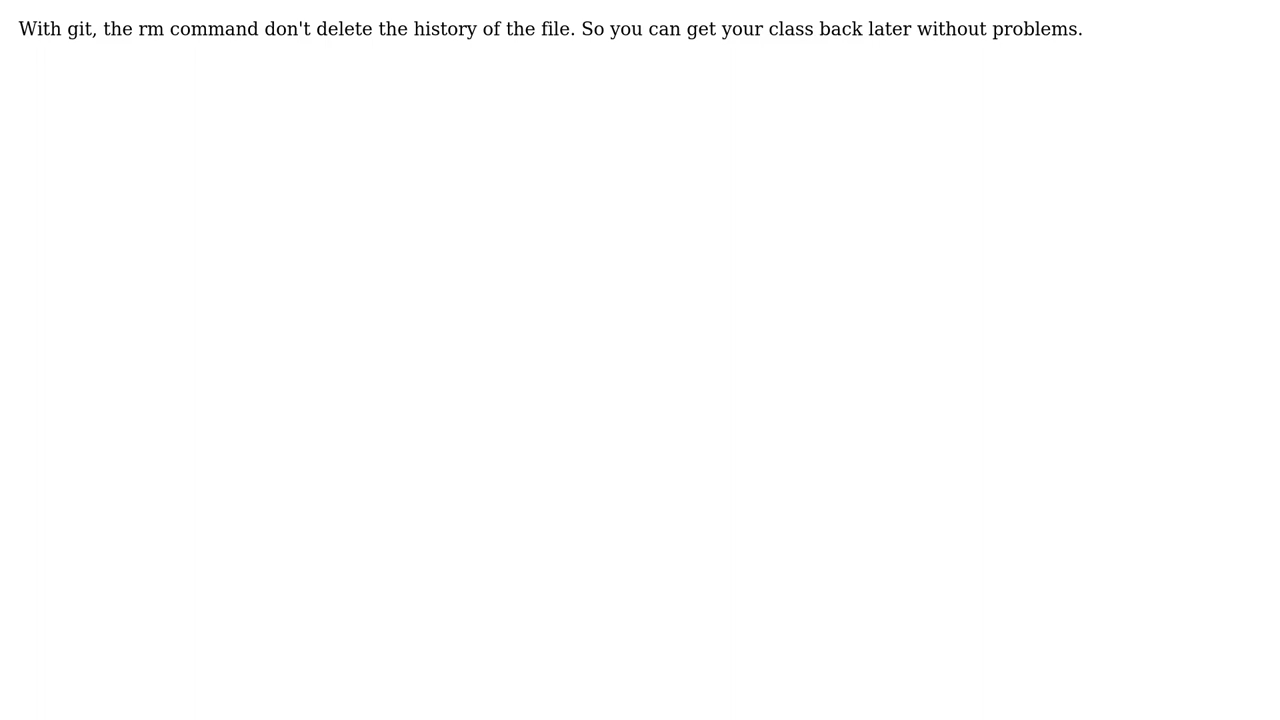 With git, the rm command don't delete the history of the file. So you can get your class back later without problems.